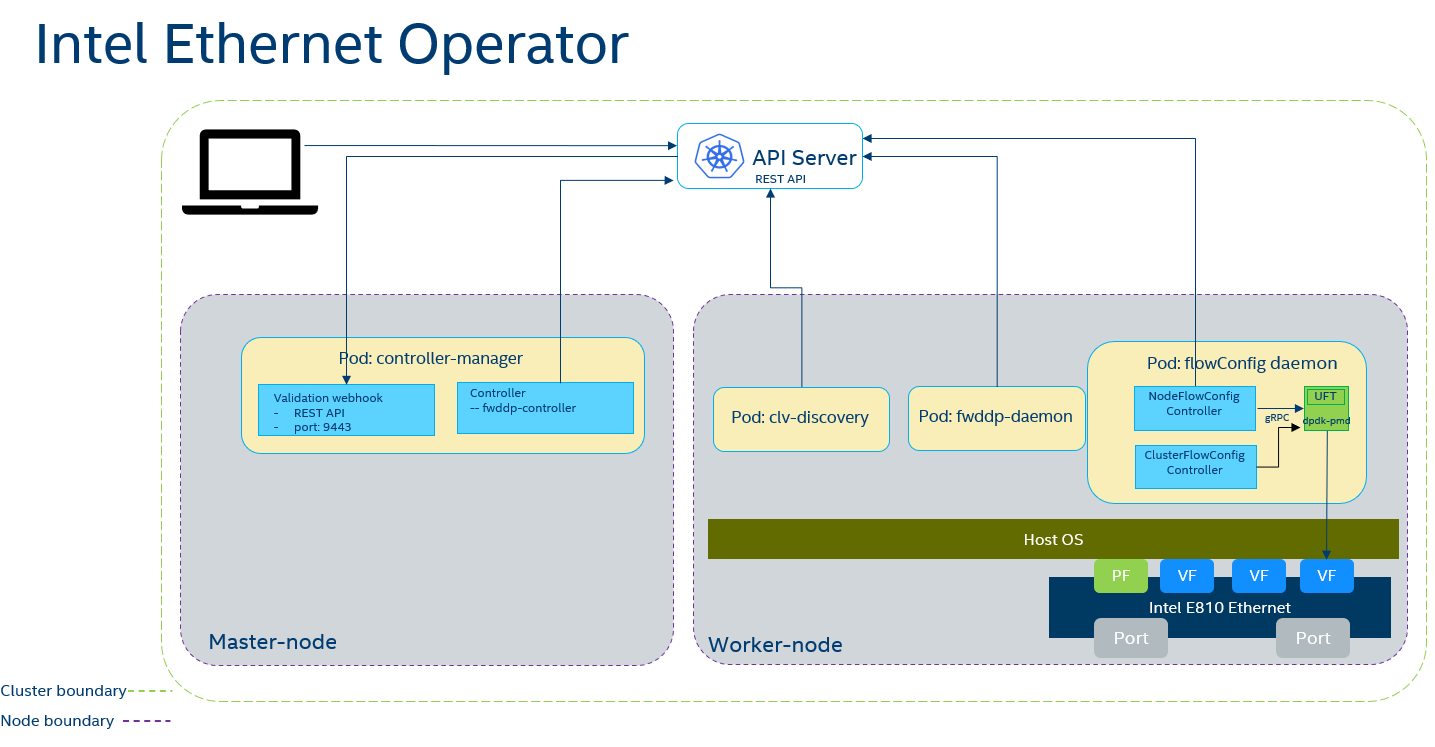 Intel Ethernet Operator
API Server
REST API
Pod: controller-manager
Validation webhook
- REST API
- port: 9443
Controller
-- fwddp-controller
Master-node
Pod: clv-discovery
Pod: fwddp-daemon
Pod: flowConfig daemon
NodeFlowConfig
Controller
gRPC
UFT
dpdk-pmd
ClusterFlowConfig
Controller
Host OS
PF
VF
VF
VF
Intel E810 Ethernet
Port
Port
Worker-node
Cluster boundary
Node boundary